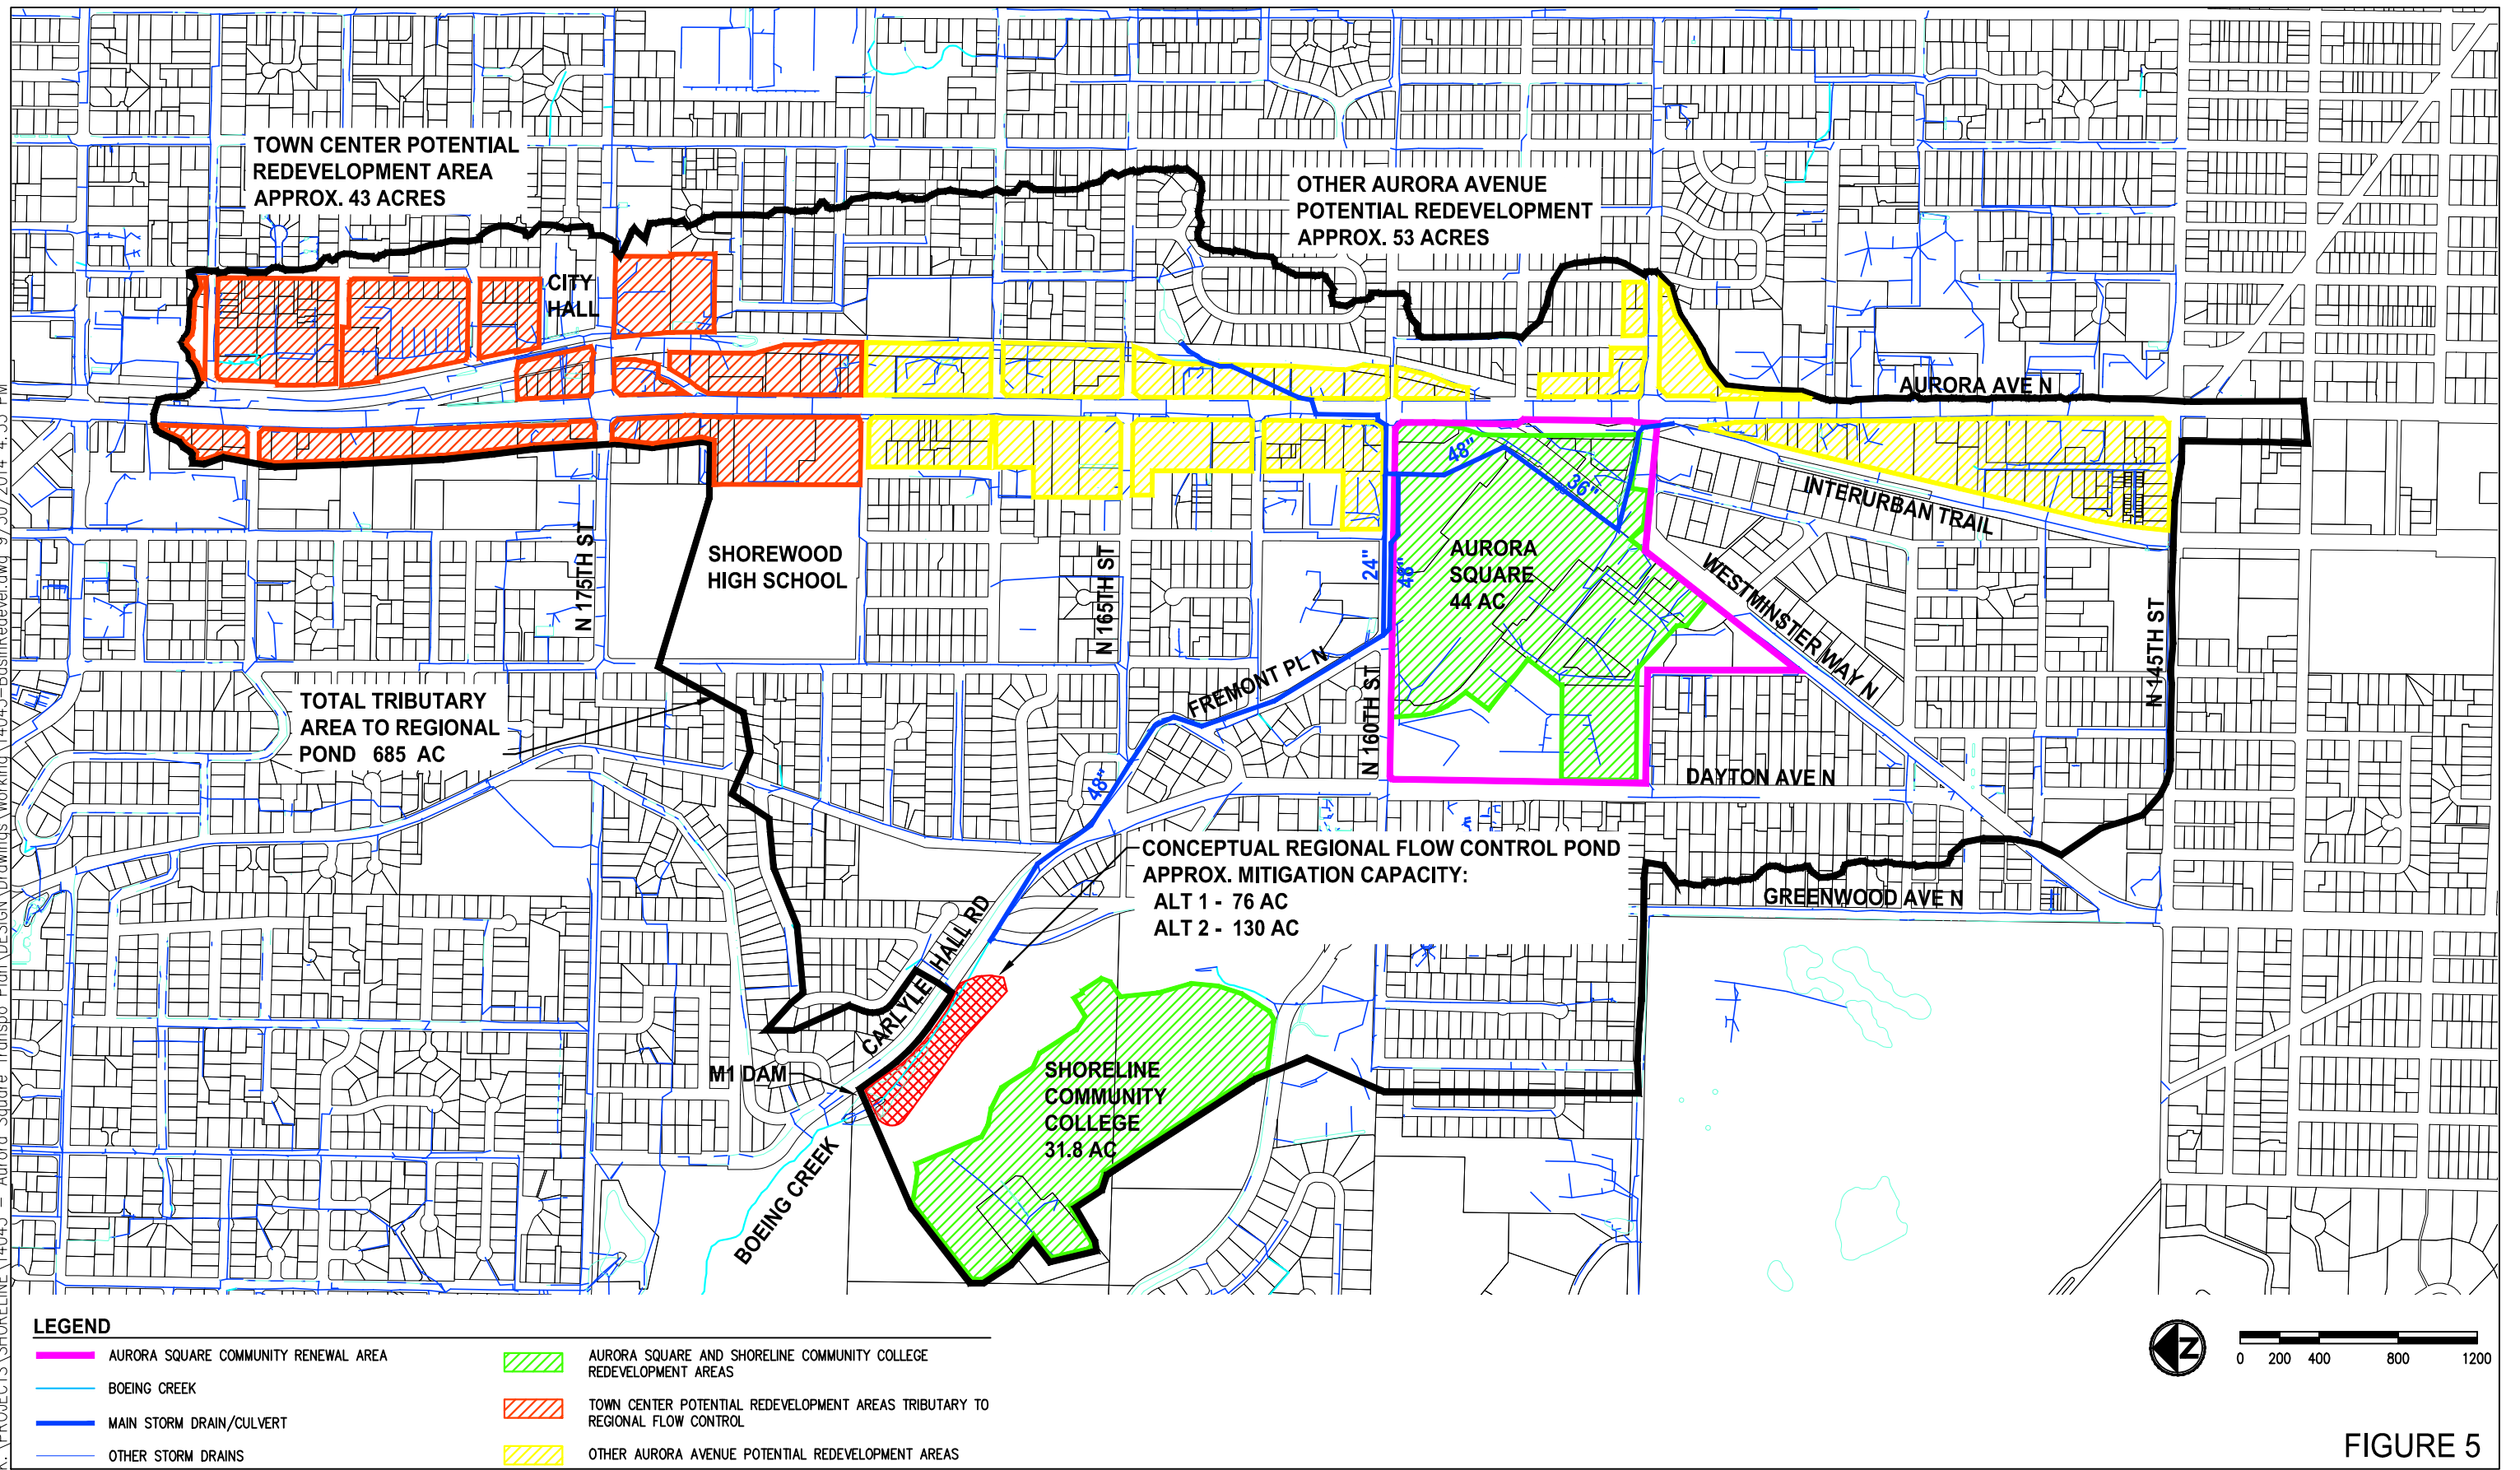 TOWN CENTER POTENTIAL
REDEVELOPMENT AREA
APPROX. 43 ACRES
OTHER AURORA AVENUE
POTENTIAL REDEVELOPMENT
APPROX. 53 ACRES
CITY
HALL
AURORA AVE N
48"
36"
INTERURBAN TRAIL
SHOREWOOD
HIGH SCHOOL
N 175TH ST
N 165TH ST
24"
48"
AURORA
SQUARE
44 AC
WESTMINSTER WAY N
N 145TH ST
TOTAL TRIBUTARY
AREA TO REGIONAL
POND 685 AC
FREMONT PL N
N 160TH ST
48"
DAYTON AVE N
CONCEPTUAL REGIONAL FLOW CONTROL POND
APPROX. MITIGATION CAPACITY:
ALT 1 - 76 AC
ALT 2 - 130 AC
GREENWOOD AVE N
CARLYLE HALL RD
M1 DAM
SHORELINE
COMMUNITY
COLLEGE
31.8 AC
BOEING CREEK
LEGEND
AURORA SQUARE COMMUNITY RENEWAL AREA
BOEING CREEK
MAIN STORM DRAIN/CULVERT
OTHER STORM DRAINS
AURORA SQUARE AND SHORELINE COMMUNITY COLLEGE
REDEVELOPMENT AREAS
TOWN CENTER POTENTIAL REDEVELOPMENT AREAS TRIBUTARY TO
REGIONAL FLOW CONTROL
OTHER AURORA AVENUE POTENTIAL REDEVELOPMENT AREAS
Z
0 200 400 800 1200
FIGURE 5